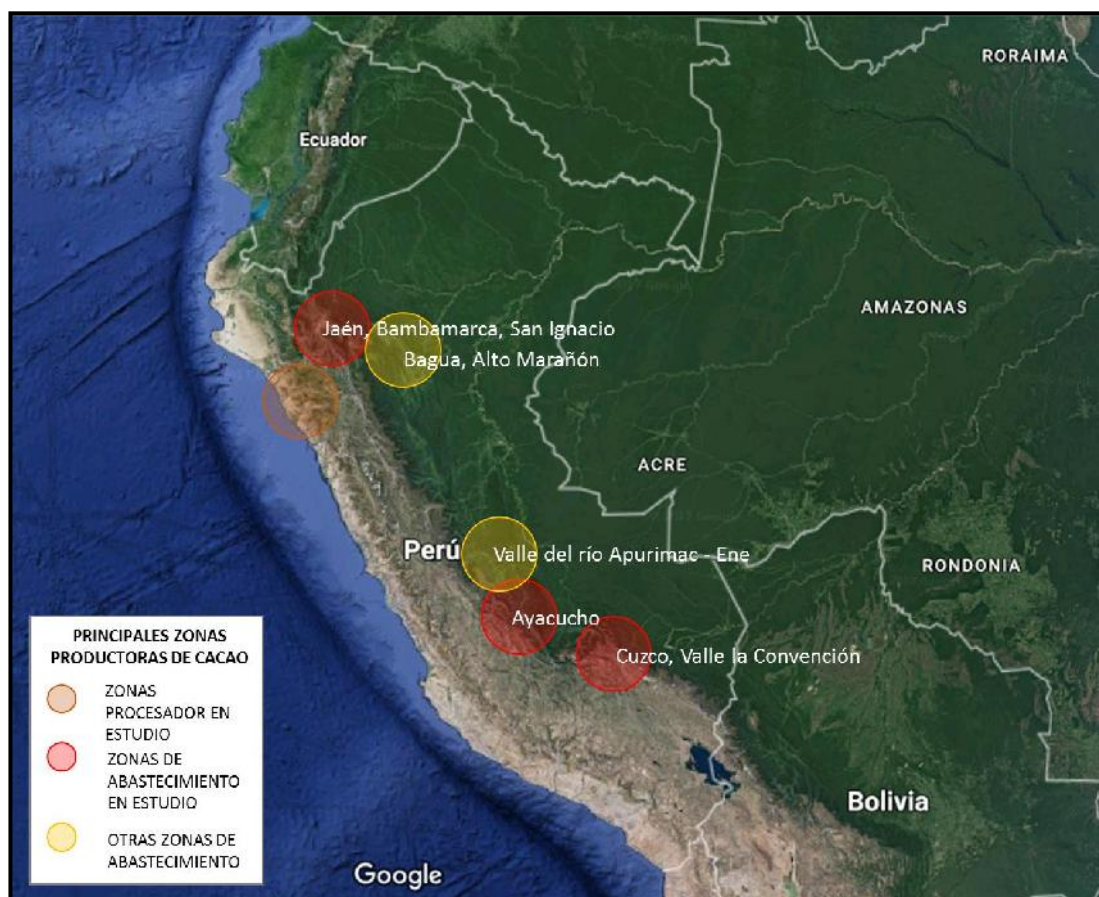 RORAIMA
Ecuador
AMAZONAS
Jaén, Bambamarca, San Ignacio
Bagua, Alto Marañón
ACRE
Perú
Valle del río Apurimac - Ene
RONDONIA
Ayacucho
Cuzco, Valle la Convención
PRINCIPALES ZONAS
PRODUCTORAS DE CACAO
ZONAS
PROCESADOR EN
ESTUDIO
ZONAS DE
ABASTECIMIENTO
EN ESTUDIO
OTRAS ZONAS DE
ABASTECIMIENTO
Bolivia
Google